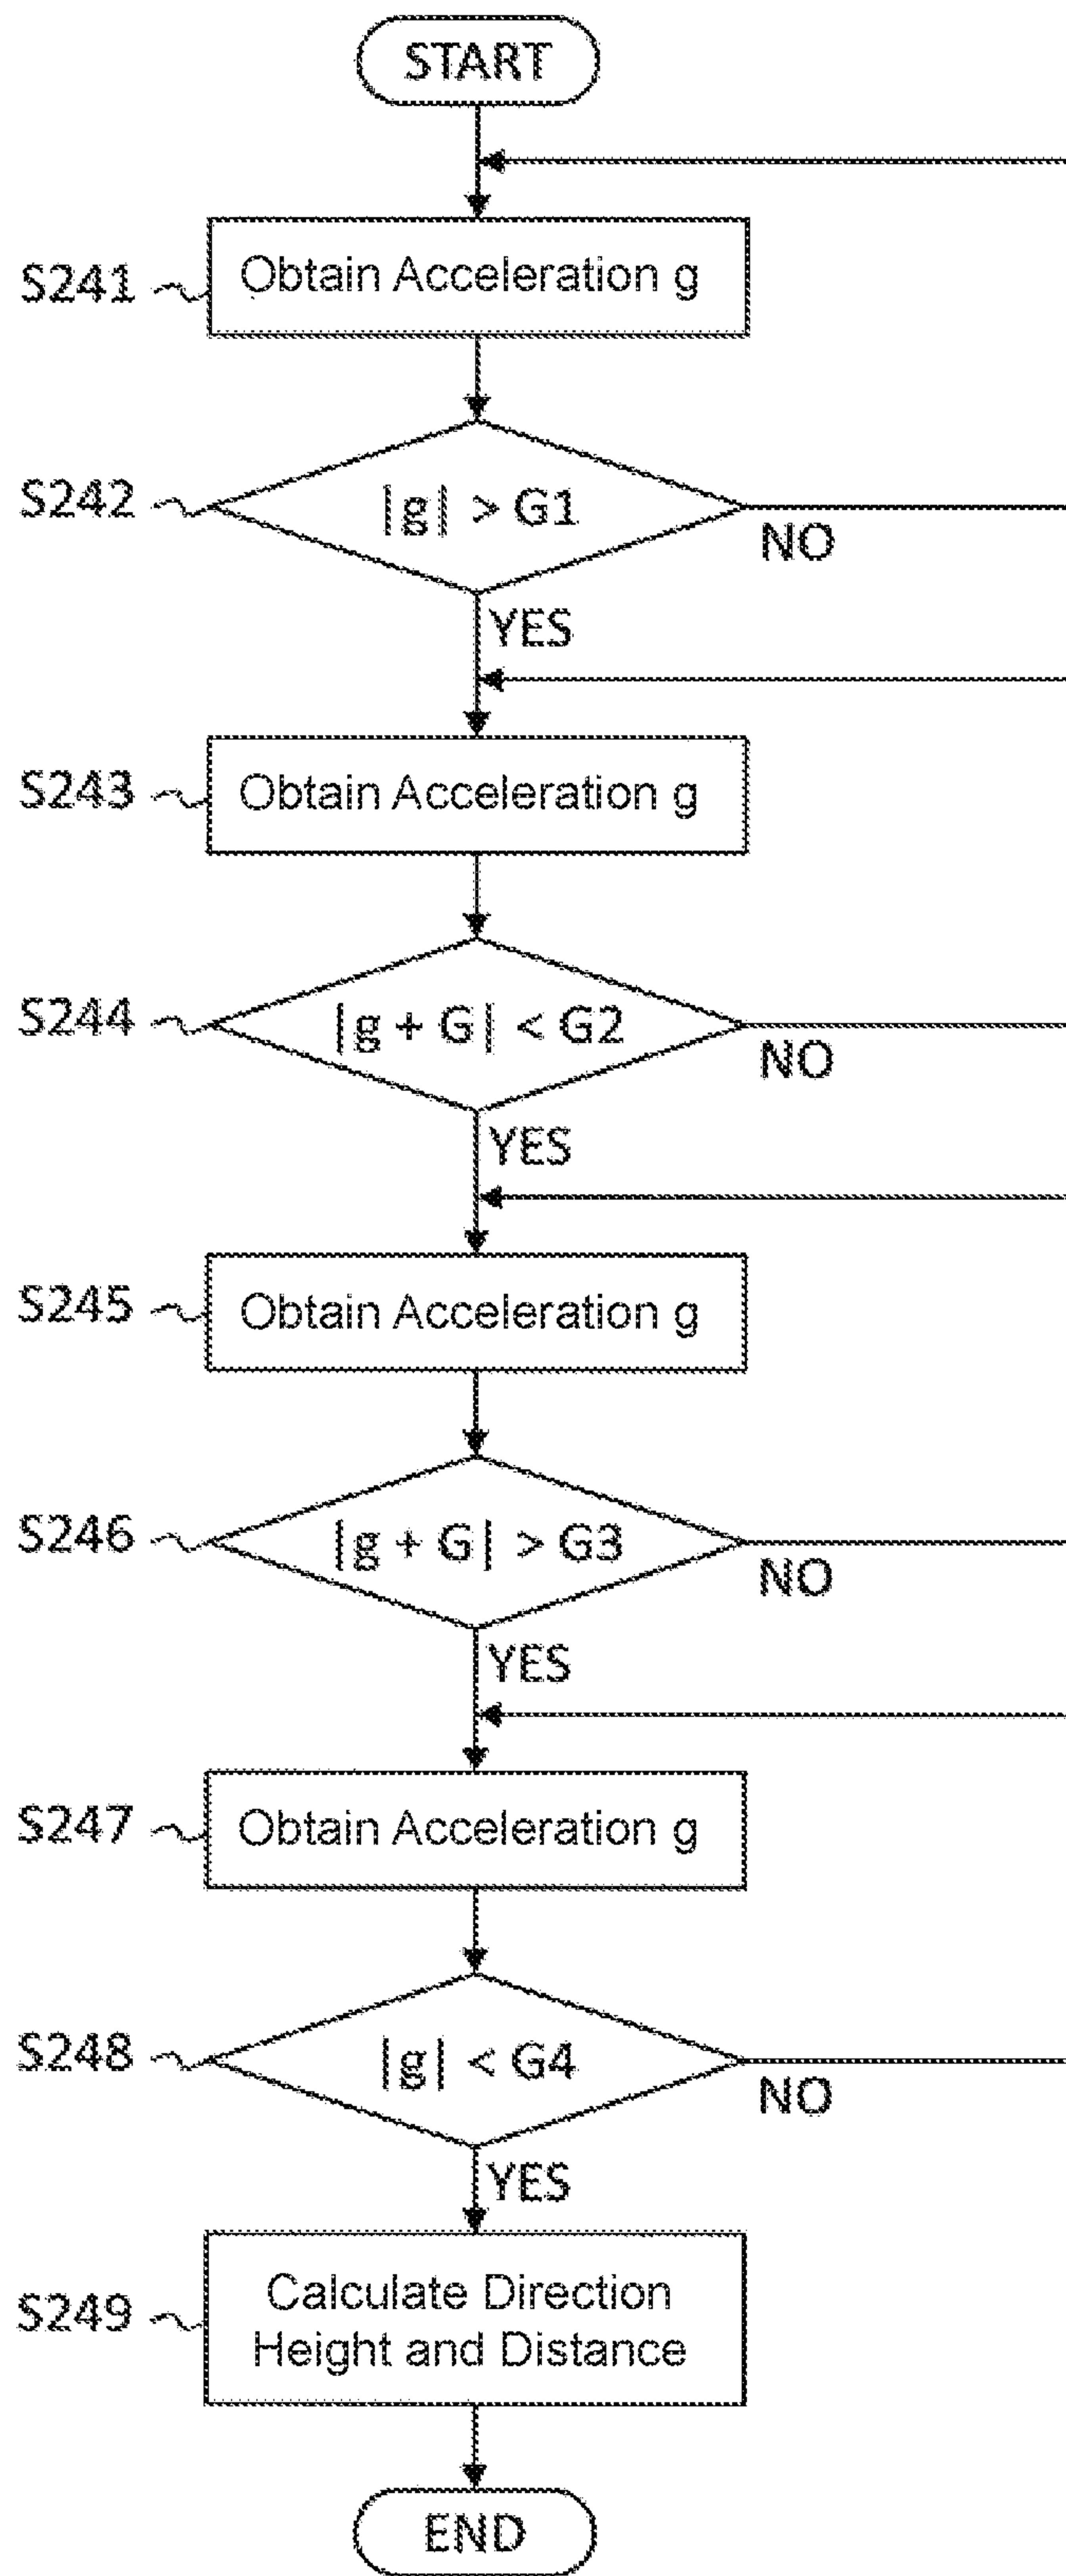 START
S241
Obtain Acceleration g
S242
|g| > G1
NO
YES
S243
Obtain Acceleration g
S244
|g + G| < G2
NO
YES
S245
Obtain Acceleration g
S246
|g + G| > G3
NO
YES
S247
Obtain Acceleration g
S248
|g| < G4
NO
YES
S249
Calculate Direction
Height and Distance
END